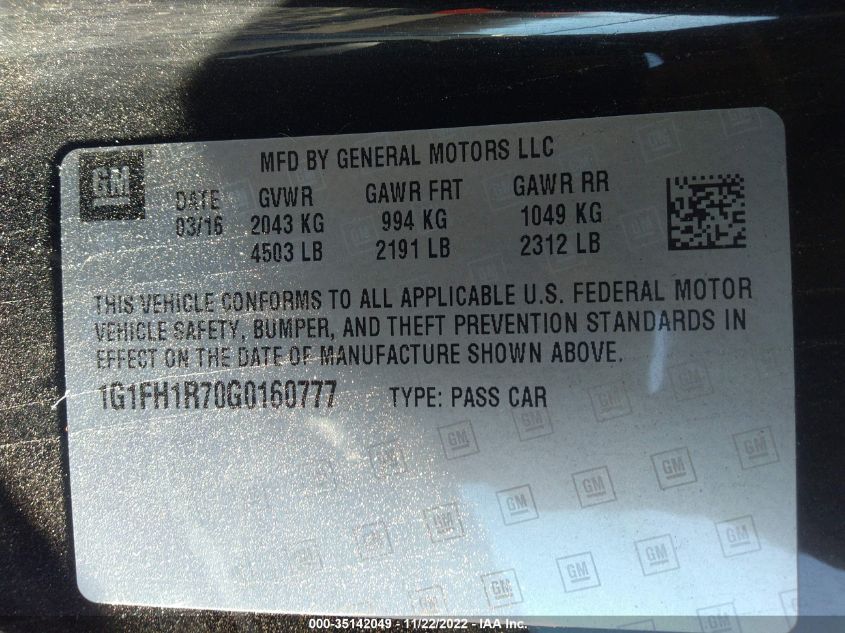 MFD BY GENERAL MOTORS LLC
GM
DATE GVWR GAWR FRT GAWR RR
03/16 2043 KG 994 KG 1049 KG
4503 LB 2191 LB 2312 LB
THIS VEHICLE CONFORMS TO ALL APPLICABLE U.S. FEDERAL MOTOR
VEHICLE SAFETY, BUMPER, AND THEFT PREVENTION STANDARDS IN
EFFECT ON THE DATE OF MANUFACTURE SHOWN ABOVE.
1G1FH1R70G0160777 TYPE: PASS CAR
000-35142049 - 11/22/2022 - IAA Inc.